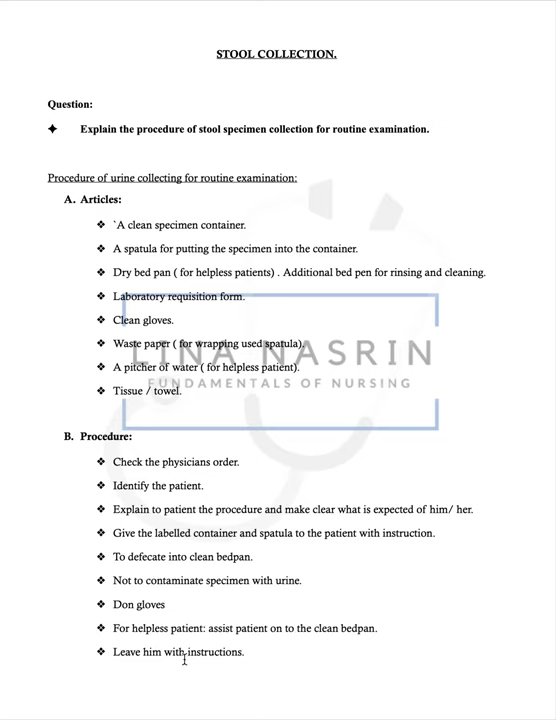 STOOL COLLECTION.
Question:
✦ Explain the procedure of stool specimen collection for routine examination.
Procedure of urine collecting for routine examination:
A. Articles:
❖ `A clean specimen container.
❖ A spatula for putting the specimen into the container.
❖ Dry bed pan ( for helpless patients) . Additional bed pen for rinsing and cleaning.
❖ Laboratory requisition form.
❖ Clean gloves.
❖ Waste paper ( for wrapping used spatula).
LINA NASRIN
❖ A pitcher of water ( for helpless patient).
FUNDAMENTALS OF NURSING
❖ Tissue / towel.
B. Procedure:
❖ Check the physicians order.
❖ Identify the patient.
❖ Explain to patient the procedure and make clear what is expected of him/ her.
❖ Give the labelled container and spatula to the patient with instruction.
❖ To defecate into clean bedpan.
❖ Not to contaminate specimen with urine.
❖ Don gloves
❖ For helpless patient: assist patient on to the clean bedpan.
❖ Leave him with instructions.